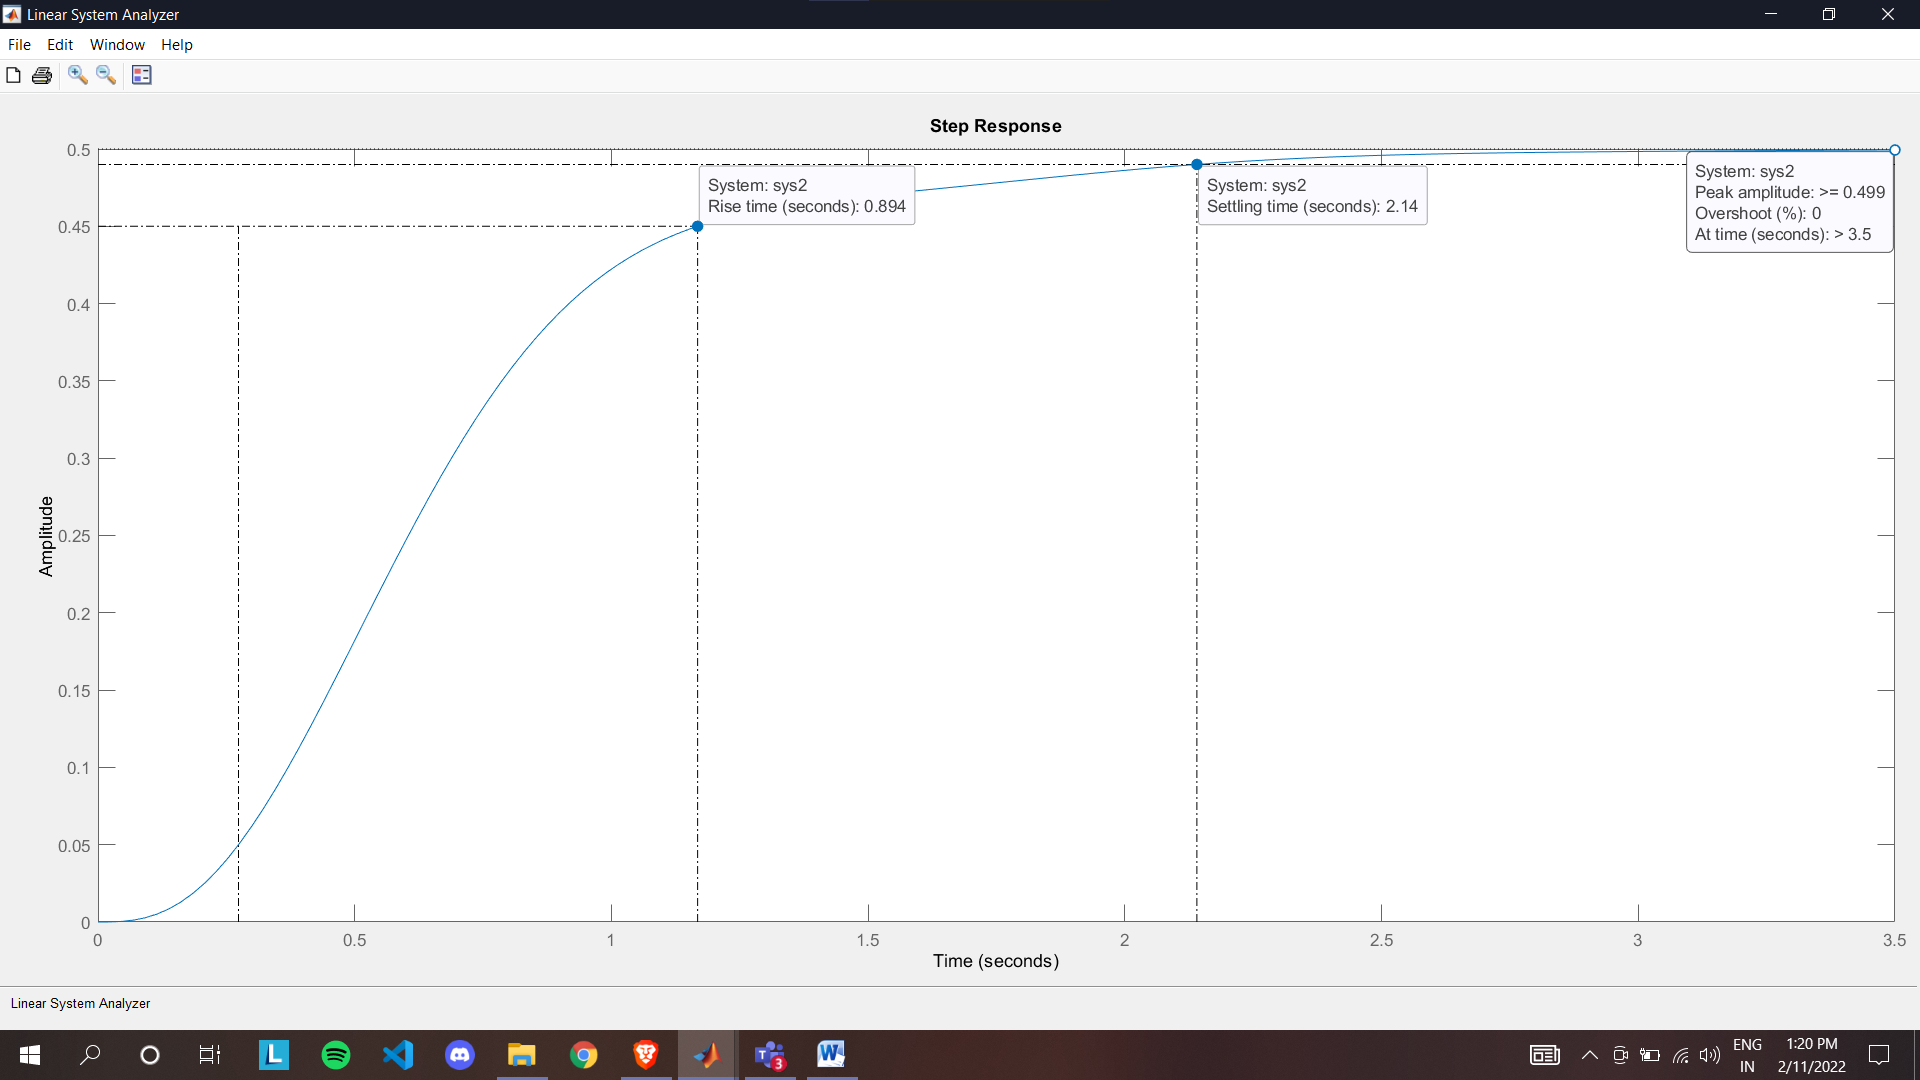 Linear System Analyzer
File Edit Window Help
Step Response
0.5
0.45
0.4
0.35
0.3
0.25
0.2
0.15
0.1
0.05
0
Amplitude
System: sys2
Rise time (seconds): 0.894
System: sys2
Settling time (seconds): 2.14
System: sys2
Peak amplitude: >= 0.499
Overshoot (%): 0
At time (seconds): > 3.5
0 0.5 1 1.5 2 2.5 3 3.5
Time (seconds)
Linear System Analyzer
L
T
3
W
ENG
IN
1:20 PM
2/11/2022